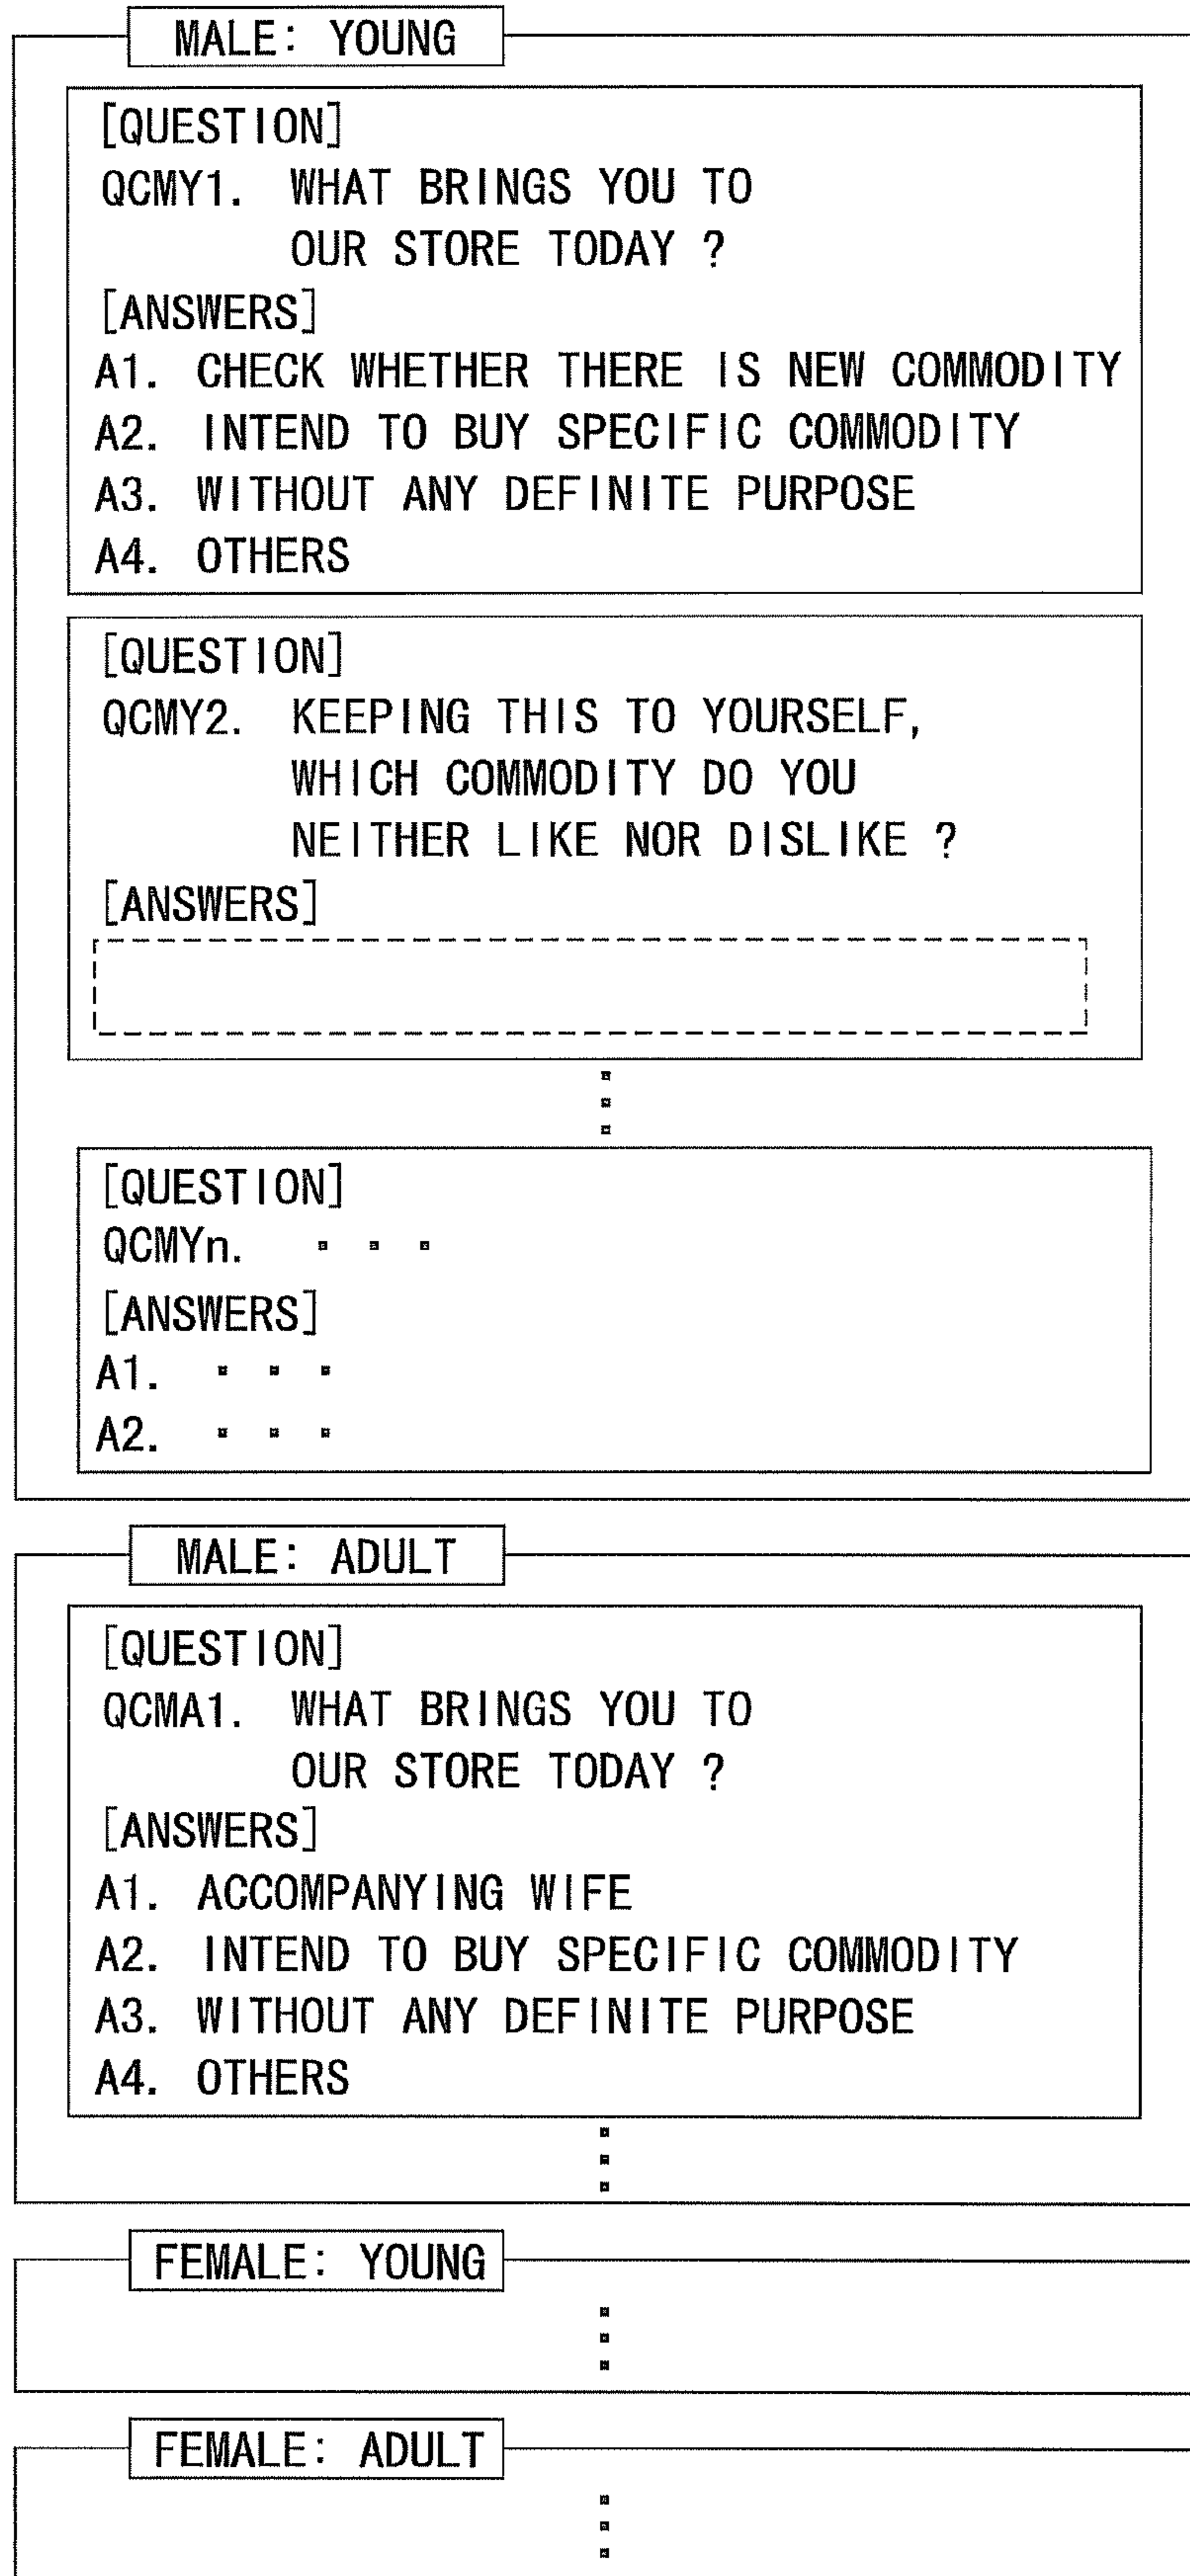 MALE: YOUNG
[QUESTION]
QCMY1. WHAT BRINGS YOU TO
OUR STORE TODAY ?
[ANSWERS]
A1. CHECK WHETHER THERE IS NEW COMMODITY
A2. INTEND TO BUY SPECIFIC COMMODITY
A3. WITHOUT ANY DEFINITE PURPOSE
A4. OTHERS
[QUESTION]
QCMY2. KEEPING THIS TO YOURSELF,
WHICH COMMODITY DO YOU
NEITHER LIKE NOR DISLIKE ?
[ANSWERS]
[QUESTION]
QCMYn. ・・・
[ANSWERS]
A1. ・・・
A2. ・・・
MALE: ADULT
[QUESTION]
QCMA1. WHAT BRINGS YOU TO
OUR STORE TODAY ?
[ANSWERS]
A1. ACCOMPANYING WIFE
A2. INTEND TO BUY SPECIFIC COMMODITY
A3. WITHOUT ANY DEFINITE PURPOSE
A4. OTHERS
FEMALE: YOUNG
FEMALE: ADULT